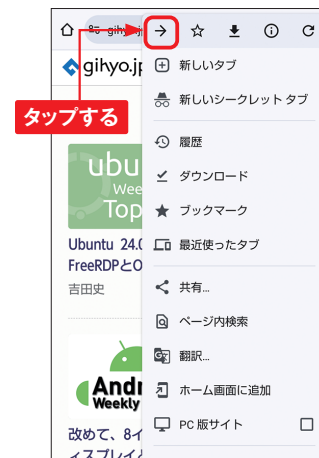 gihyo.jp
新しいタブ
新しいシークレット タブ
タップする
履歴
ダウンロード
ubu
Wee
Top
ブックマーク
Ubuntu 24.0
最近使ったタブ
FreeRDPとO
吉田史
共有...
ページ内検索
翻訳...
Andr
Weekly
ホーム画面に追加
PC 版サイト
改めて、8イ
ィスプレイと